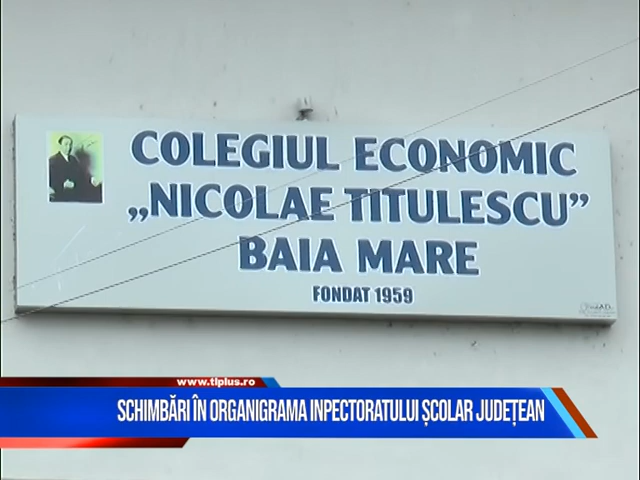 COLEGIUL ECONOMIC
„NICOLAE TITULESCU”
BAIA MARE
FONDAT 1959
www.tlplus.ro
SCHIMBĂRI ÎN ORGANIGRAMA INPECTORATULUI ȘCOLAR JUDEȚEAN